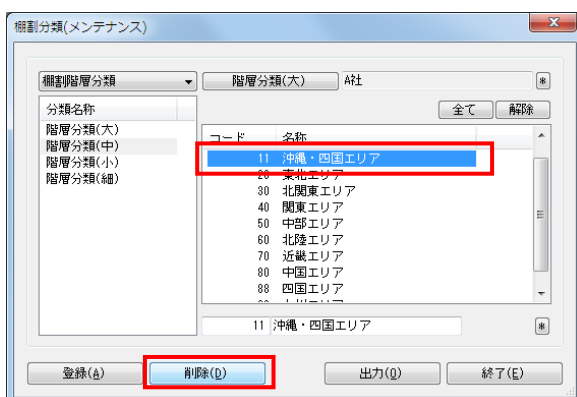 棚割分類(メンテナンス)
棚割階層分類 階層分類(大) A社 *
全て 解除
分類名称
階層分類(大)
階層分類(中)
階層分類(小)
階層分類(細)
コード 名称
11 沖縄・四国エリア
20 東北エリア
30 北関東エリア
40 関東エリア
50 中部エリア
60 北陸エリア
70 近畿エリア
80 中国エリア
88 四国エリア
11 沖縄・四国エリア *
登録(A) 削除(D) 出力(O) 終了(E)